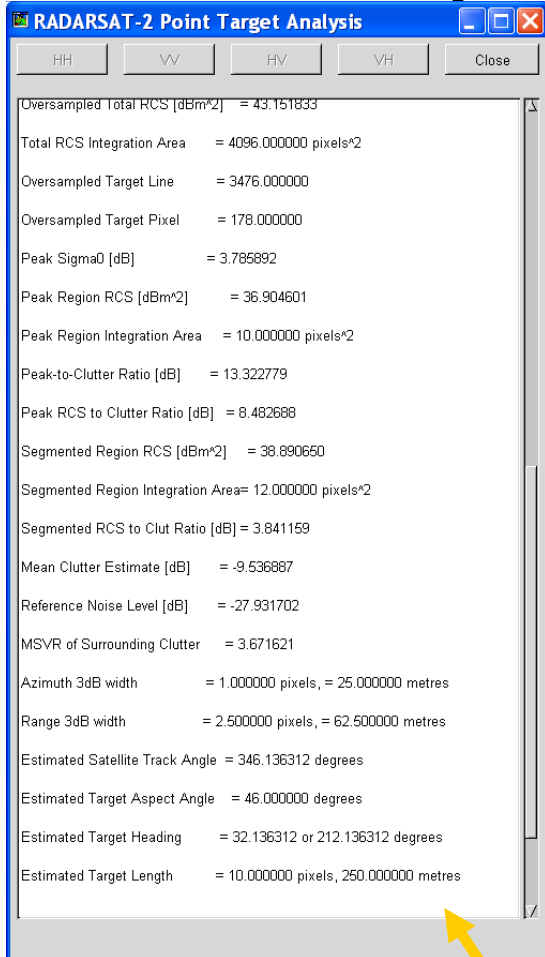 RADARSAT-2 Point Target Analysis
HH VV HV VH Close
Oversampled Total RCS [dBm^2] = 43.151833
Total RCS Integration Area = 4096.000000 pixels^2
Oversampled Target Line = 3476.000000
Oversampled Target Pixel = 178.000000
Peak Sigma0 [dB] = 3.785892
Peak Region RCS [dBm^2] = 36.904601
Peak Region Integration Area = 10.000000 pixels^2
Peak-to-Clutter Ratio [dB] = 13.322779
Peak RCS to Clutter Ratio [dB] = 8.482688
Segmented Region RCS [dBm^2] = 38.890650
Segmented Region Integration Area= 12.000000 pixels^2
Segmented RCS to Clut Ratio [dB] = 3.841159
Mean Clutter Estimate [dB] = -9.536887
Reference Noise Level [dB] = -27.931702
MSVR of Surrounding Clutter = 3.671621
Azimuth 3dB width = 1.000000 pixels, = 25.000000 metres
Range 3dB width = 2.500000 pixels, = 62.500000 metres
Estimated Satellite Track Angle = 346.136312 degrees
Estimated Target Aspect Angle = 46.000000 degrees
Estimated Target Heading = 32.136312 or 212.136312 degrees
Estimated Target Length = 10.000000 pixels, 250.000000 metres